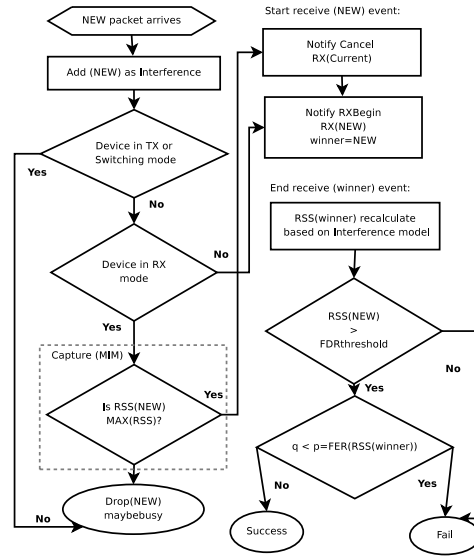 NEW packet arrives
Add (NEW) as Interference
Device in TX or
Switching mode
Yes
No
Device in RX
mode
No
Yes
Capture (MIM)
Is RSS(NEW)
MAX(RSS)?
Yes
Drop(NEW)
maybebusy
No
Start receive (NEW) event:
Notify Cancel
RX(Current)
Notify RXBegin
RX(NEW)
winner=NEW
End receive (winner) event:
RSS(winner) recalculate
based on Interference model
RSS(NEW)
>
FDRthreshold
No
Yes
q < p=FER(RSS(winner))
No
Yes
Success
Fail